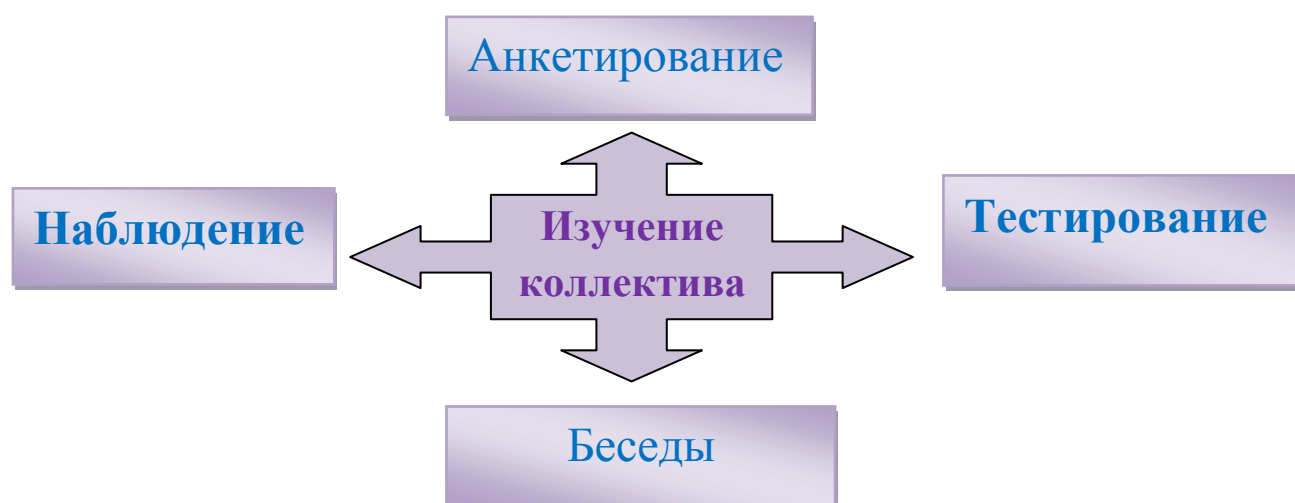 Анкетирование
Наблюдение
Изучение
коллектива
Тестирование
Беседы